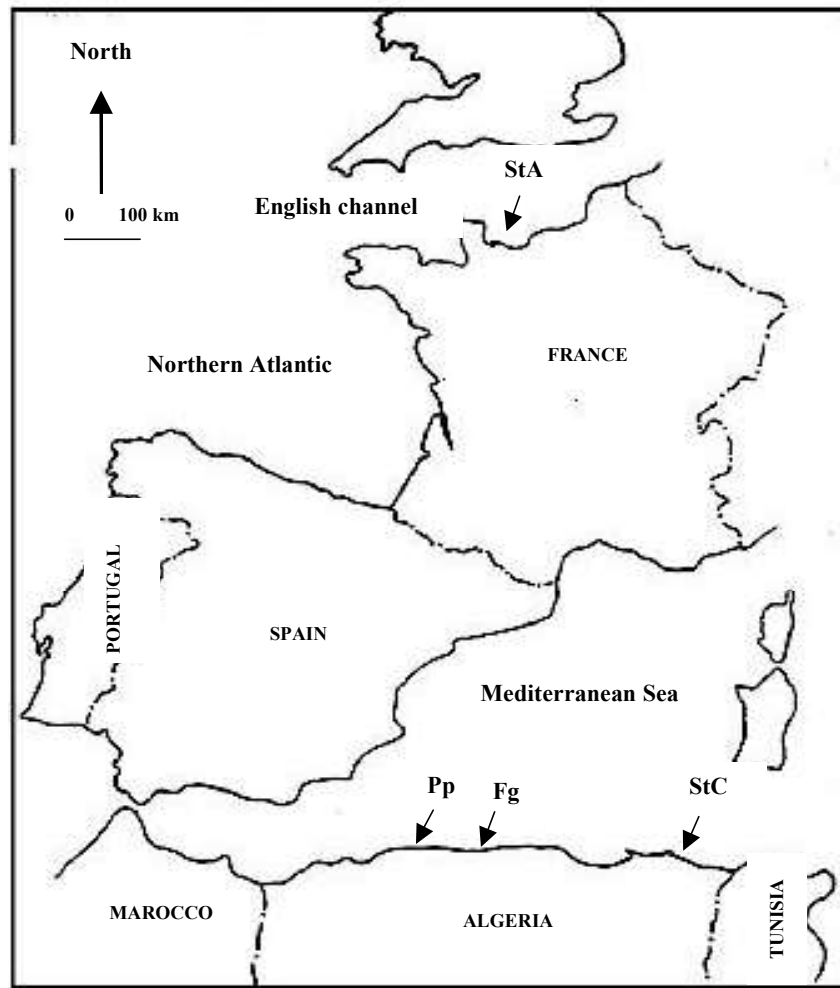 North
StA
0 100 km
English channel
Northern Atlantic
FRANCE
PORTUGAL
SPAIN
Mediterranean Sea
Pp
Fg
StC
MAROCCO
ALGERIA
TUNISIA